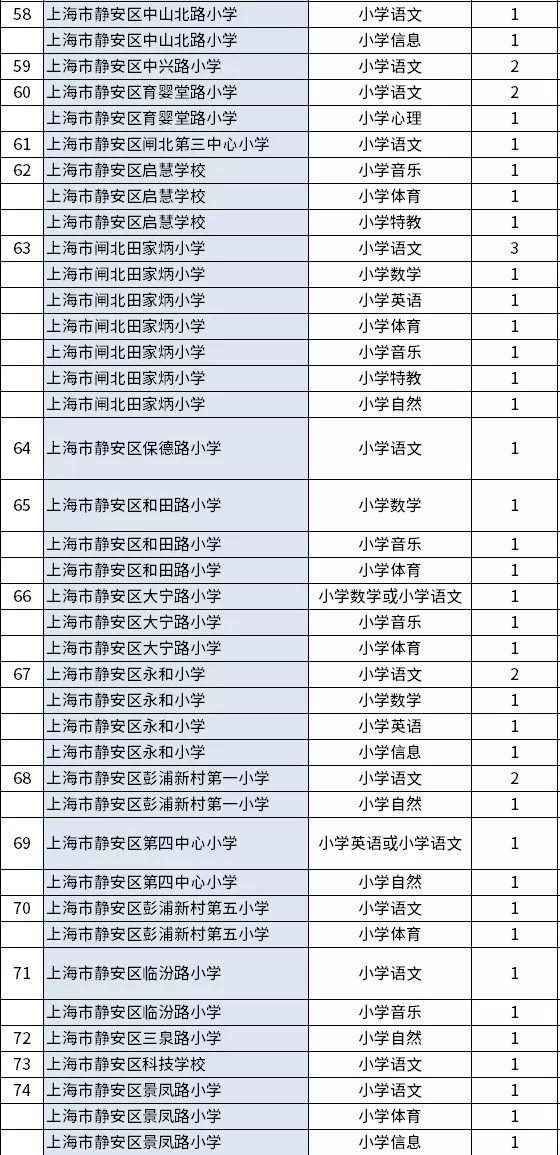 58 上海市静安区中山北路小学 小学语文 1
上海市静安区中山北路小学 小学信息 1
59 上海市静安区中兴路小学 小学语文 2
60 上海市静安区育婴堂路小学 小学语文 2
上海市静安区育婴堂路小学 小学心理 1
61 上海市静安区闸北第三中心小学 小学语文 1
62 上海市静安区启慧学校 小学音乐 1
上海市静安区启慧学校 小学体育 1
上海市静安区启慧学校 小学特教 1
63 上海市闸北田家炳小学 小学语文 3
上海市闸北田家炳小学 小学数学 1
上海市闸北田家炳小学 小学英语 1
上海市闸北田家炳小学 小学体育 1
上海市闸北田家炳小学 小学音乐 1
上海市闸北田家炳小学 小学特教 1
上海市闸北田家炳小学 小学自然 1
64 上海市静安区保德路小学 小学语文 1
65 上海市静安区和田路小学 小学数学 1
上海市静安区和田路小学 小学音乐 1
上海市静安区和田路小学 小学体育 1
66 上海市静安区大宁路小学 小学数学或小学语文 1
上海市静安区大宁路小学 小学音乐 1
上海市静安区大宁路小学 小学体育 1
67 上海市静安区永和小学 小学语文 2
上海市静安区永和小学 小学数学 1
上海市静安区永和小学 小学英语 1
上海市静安区永和小学 小学信息 1
68 上海市静安区彭浦新村第一小学 小学语文 2
上海市静安区彭浦新村第一小学 小学自然 1
69 上海市静安区第四中心小学 小学英语或小学语文 1
上海市静安区第四中心小学 小学自然 1
70 上海市静安区彭浦新村第五小学 小学语文 1
上海市静安区彭浦新村第五小学 小学体育 1
71 上海市静安区临汾路小学 小学语文 1
上海市静安区临汾路小学 小学音乐 1
72 上海市静安区三泉路小学 小学自然 1
73 上海市静安区科技学校 小学语文 1
74 上海市静安区景凤路小学 小学语文 1
上海市静安区景凤路小学 小学体育 1
上海市静安区景凤路小学 小学信息 1